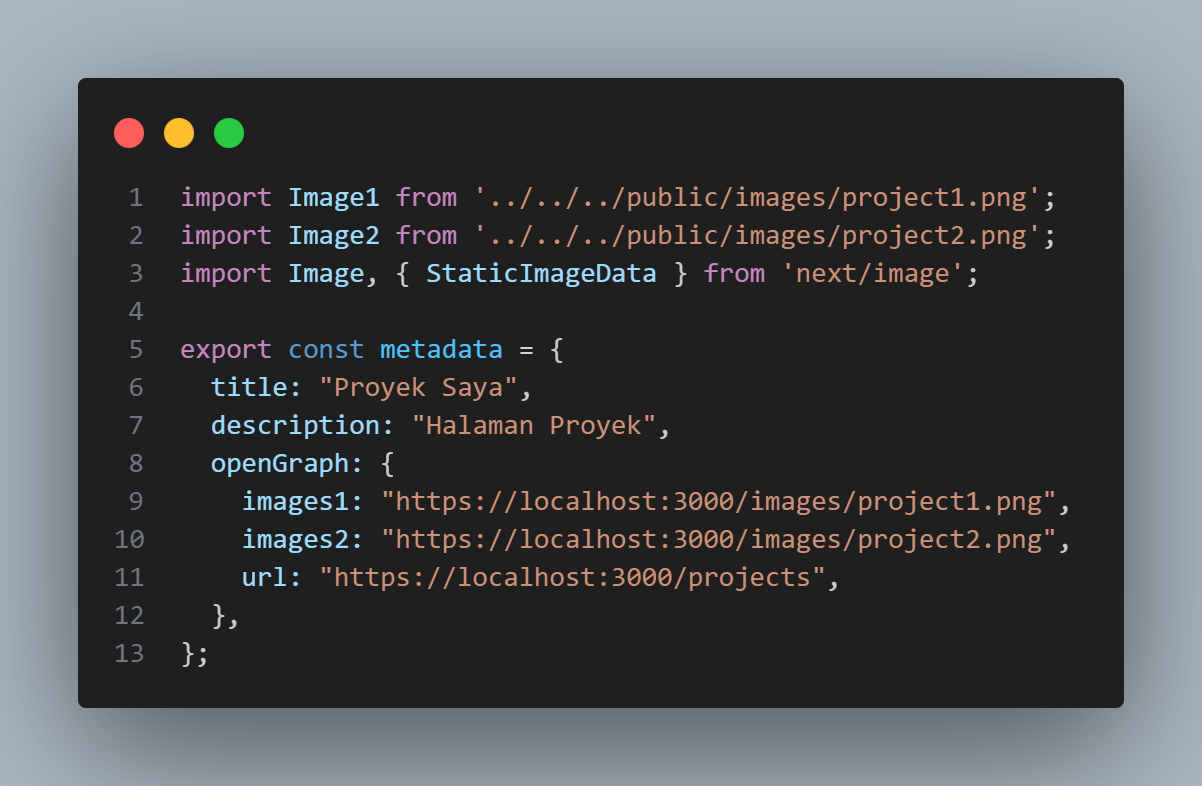 1 import Image1 from '../../../public/images/project1.png';
2 import Image2 from '../../../public/images/project2.png';
3 import Image, { StaticImageData } from 'next/image';
4
5 export const metadata = {
6   title: "Proyek Saya",
7   description: "Halaman Proyek",
8   openGraph: {
9     images1: "https://localhost:3000/images/project1.png",
10     images2: "https://localhost:3000/images/project2.png",
11     url: "https://localhost:3000/projects",
12   },
13 };